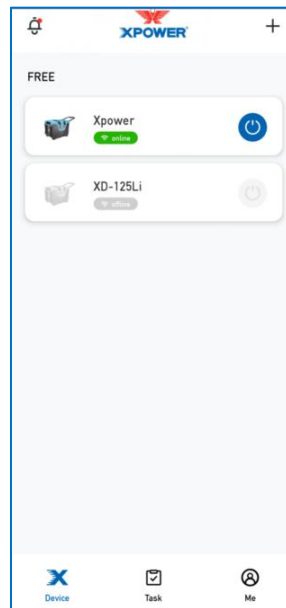 XPOWER
FREE
Xpower
online
XD-125Li
offline
Device
Task
Me